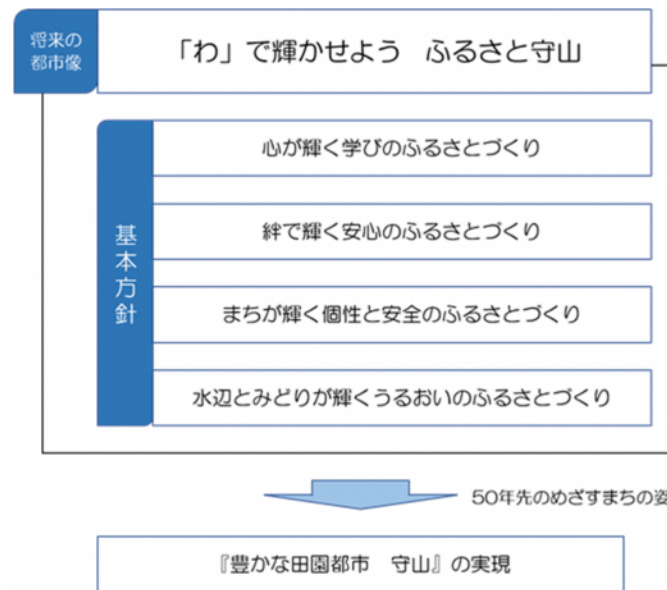 将来の
都市像
「わ」で輝かせよう　ふるさと守山
基本方針
心が輝く学びのふるさとづくり
絆で輝く安心のふるさとづくり
まちが輝く個性と安全のふるさとづくり
水辺とみどりが輝くうるおいのふるさとづくり
50年先のめざすまちの姿
『豊かな田園都市　守山』の実現